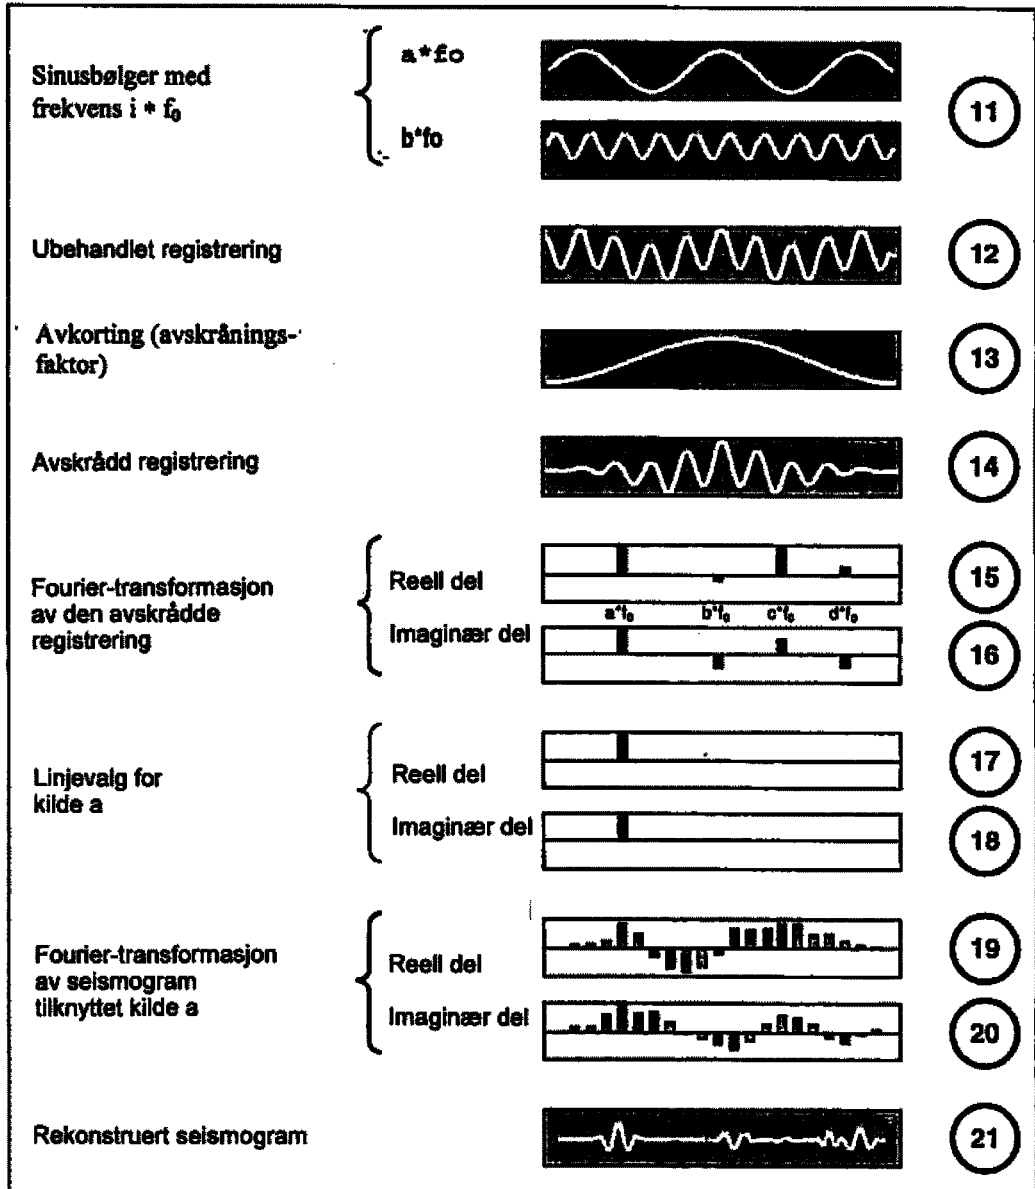 Sinusbølger med
frekvens i * f₀
a*fo
b*fo
11
Ubehandlet registrering
12
Avkorting (avskrånings-
faktor)
13
Avskrådd registrering
14
Fourier-transformasjon
av den avskrådde
registrering
Reell del
15
a*f₀ b*f₀ c*f₀ d*f₀
Imaginær del
16
Linjevalg for
kilde a
Reell del
17
Imaginær del
18
Fourier-transformasjon
av seismogram
tilknyttet kilde a
Reell del
19
Imaginær del
20
Rekonstruert seismogram
21